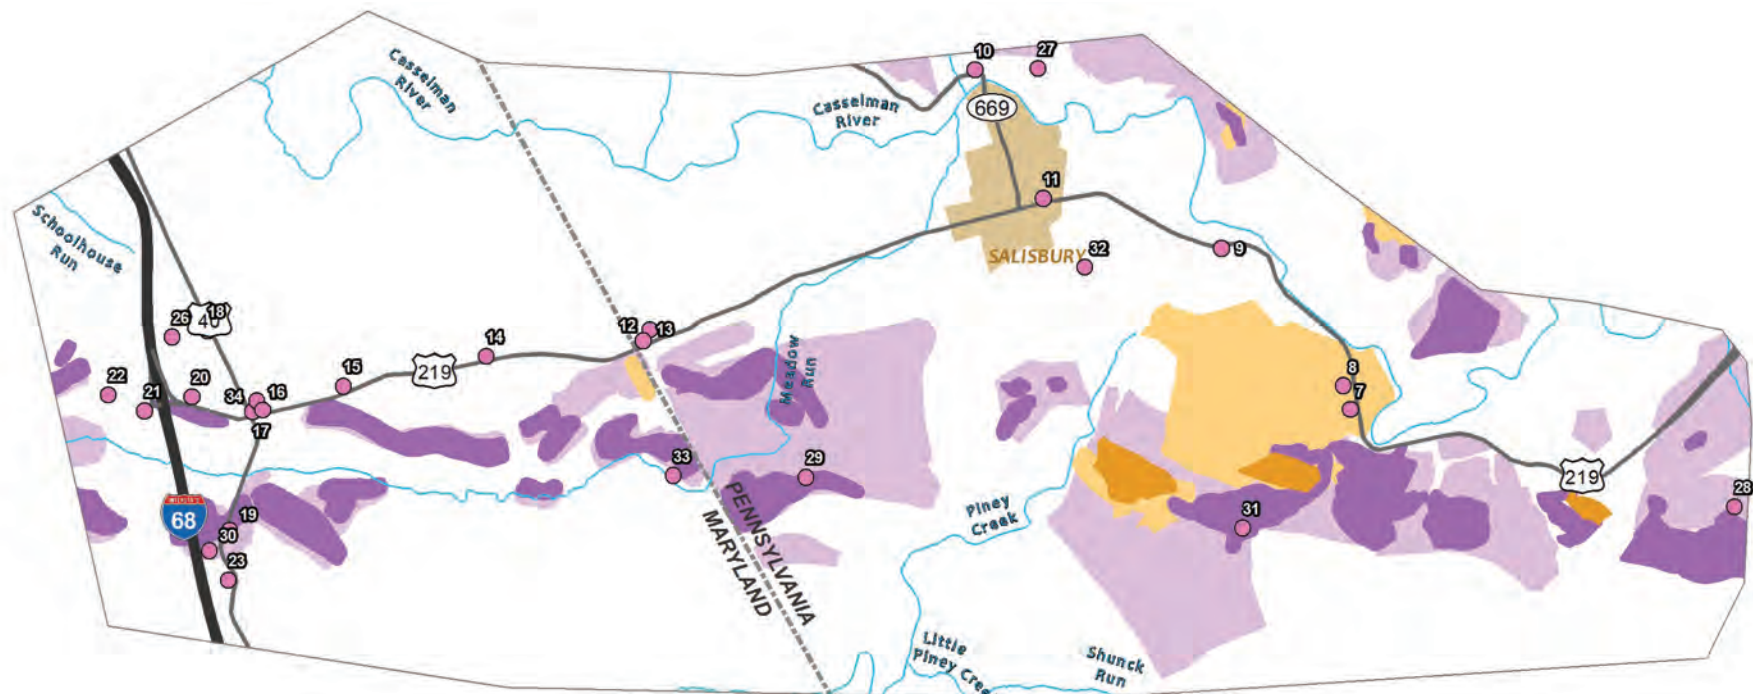 10
27
Casselman
River
669
Casselman
River
11
Schoolhouse
Run
32
9
SALISBURY
26
18
40
12
13
14
Meadow
Run
22
21
20
34
16
15
219
8
7
17
33
29
PENNSYLVANIA
MARYLAND
Piney
Creek
219
28
INTERSTATE
68
19
30
23
31
Little
Piney Creek
Shunck
Run